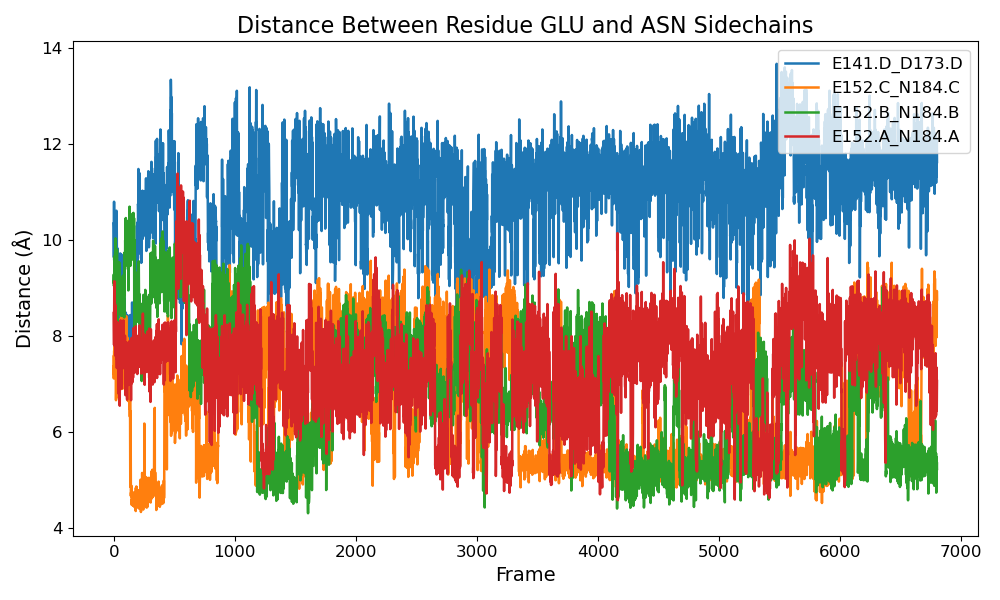 Distance Between Residue GLU and ASN Sidechains
E141.D_D173.D
E152.C_N184.C
E152.B_N184.B
E152.A_N184.A
Distance (Å)
14
12
10
8
6
4
0 1000 2000 3000 4000 5000 6000 7000
Frame